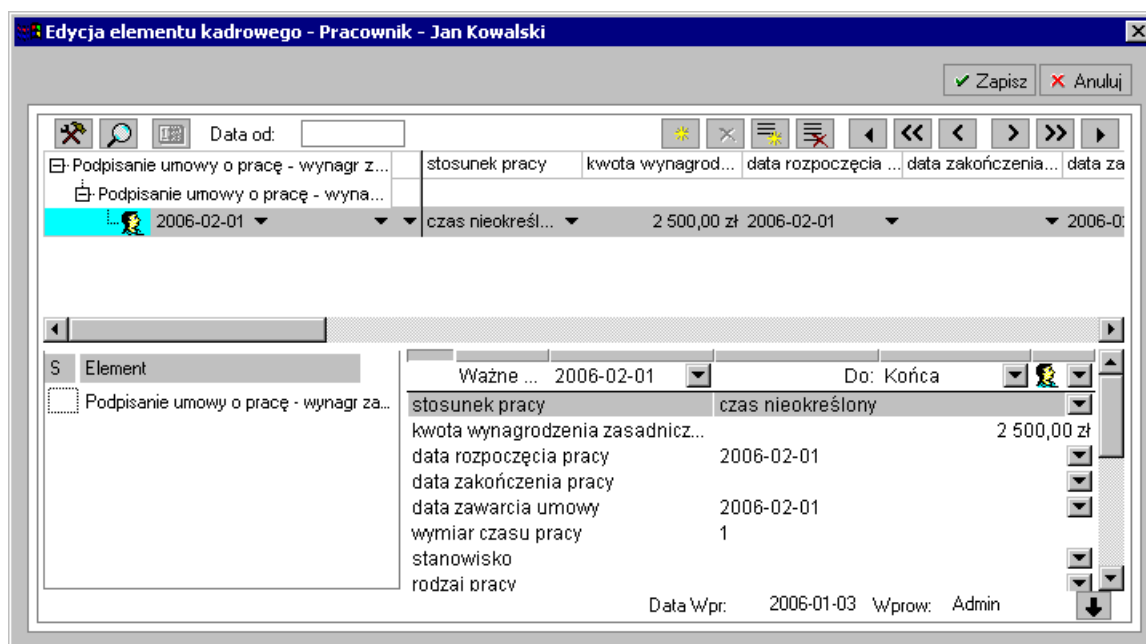 Edycja elementu kadrowego - Pracownik - Jan Kowalski
Zapisz Anuluj
Data od:
Podpisanie umowy o pracę - wynagr z... stosunek pracy kwota wynagrod... data rozpoczęcia ... data zakończenia... data za
Podpisanie umowy o pracę - wyna...
2006-02-01 czas nieokreśl... 2 500,00 zł 2006-02-01 2006-0
S Element
Podpisanie umowy o pracę - wynagr za...
Ważne ... 2006-02-01 Do: Końca
stosunek pracy czas nieokreślony
kwota wynagrodzenia zasadnicz... 2 500,00 zł
data rozpoczęcia pracy 2006-02-01
data zakończenia pracy
data zawarcia umowy 2006-02-01
wymiar czasu pracy 1
stanowisko
rodzaj pracy
Data Wpr: 2006-01-03 Wprow: Admin